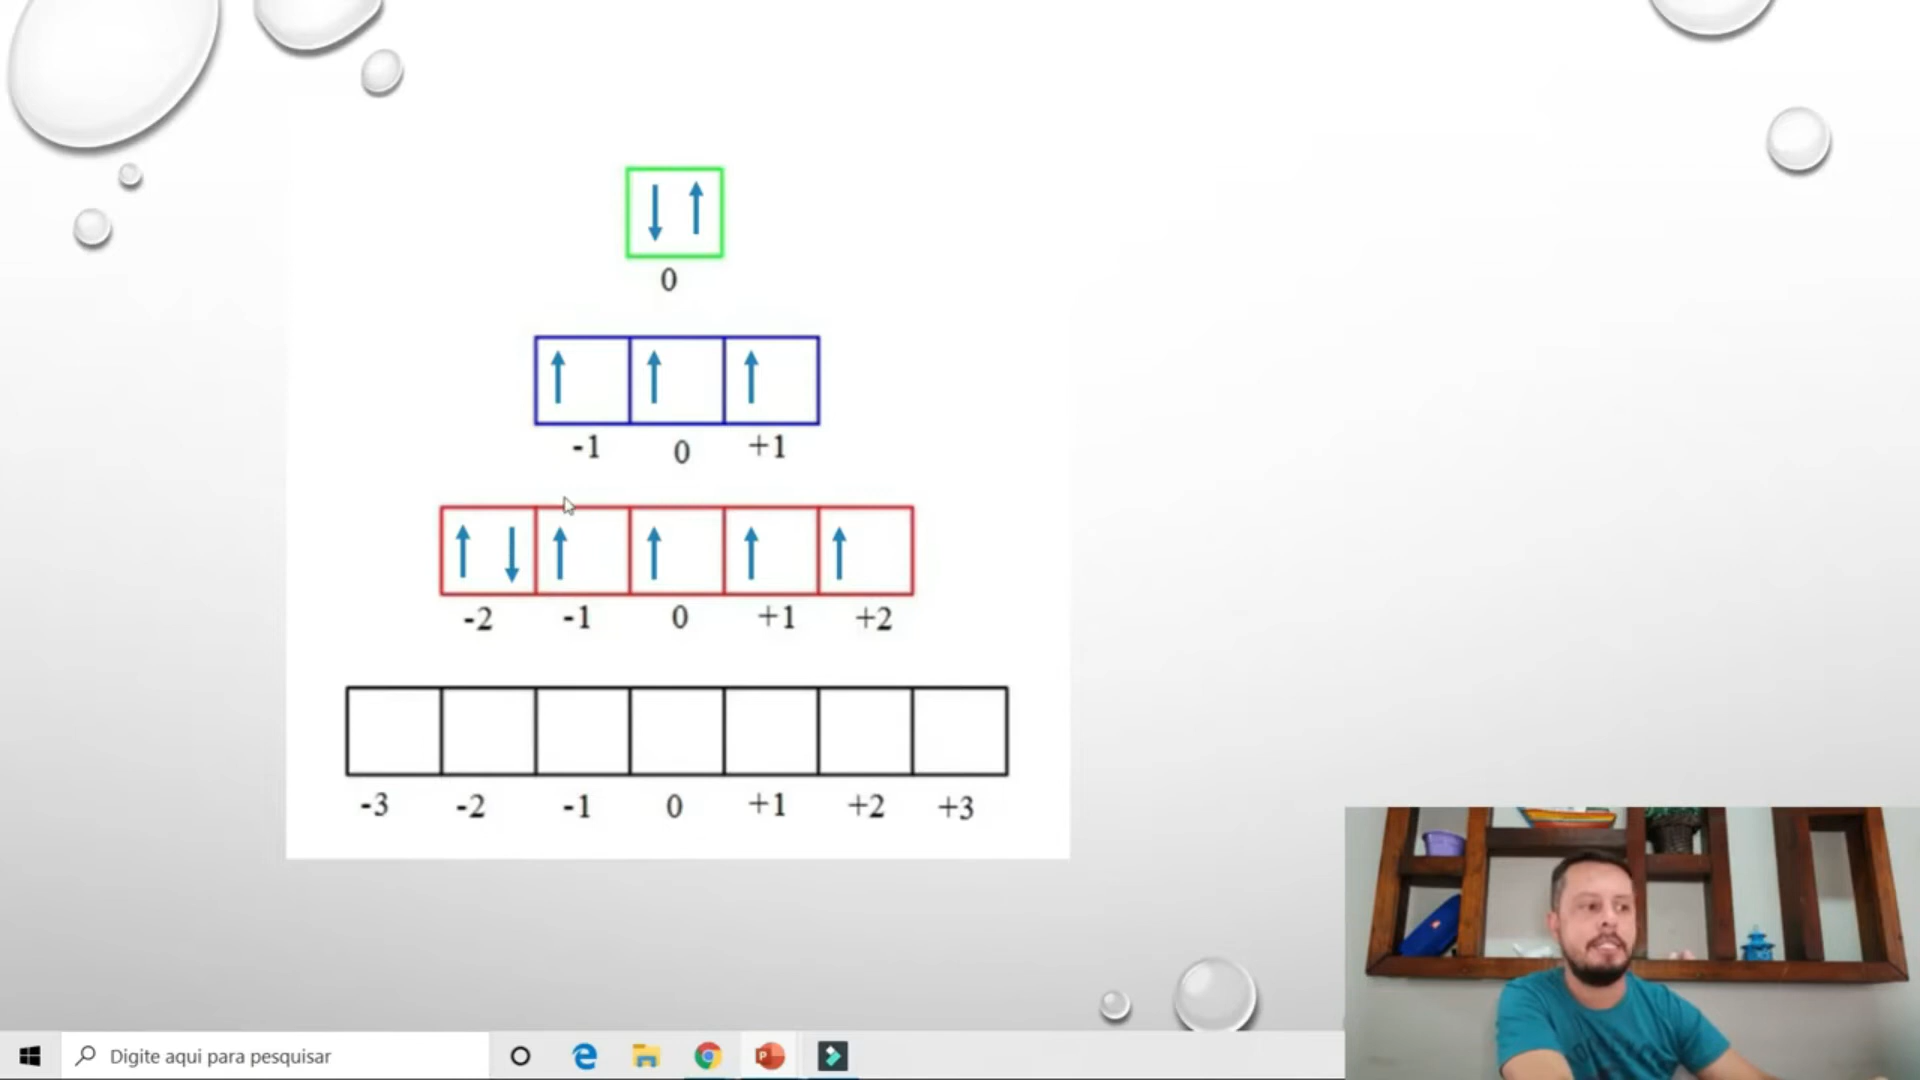 0
-1 0 +1
-2 -1 0 +1 +2
-3 -2 -1 0 +1 +2 +3
Digite aqui para pesquisar